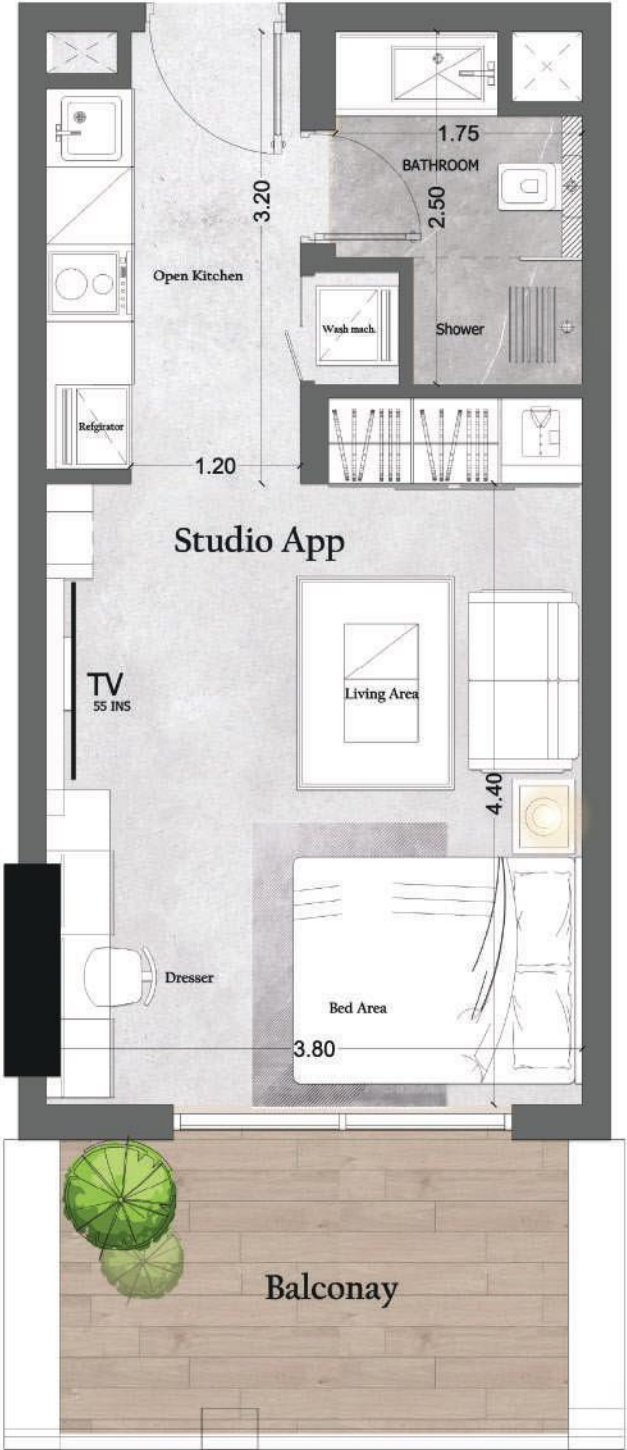 1.75
BATHROOM
3.20
2.50
Open Kitchen
Wash mach.
Shower
Refgirator
1.20
Studio App
TV
55 INS
Living Area
4.40
Dresser
Bed Area
3.80
Balconay